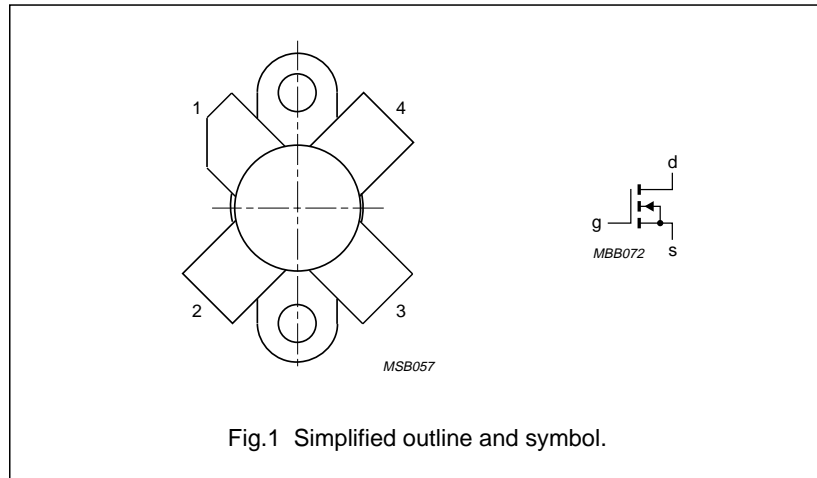 1
4
2
3
MSB057
d
g
MBB072
s
Fig.1 Simplified outline and symbol.